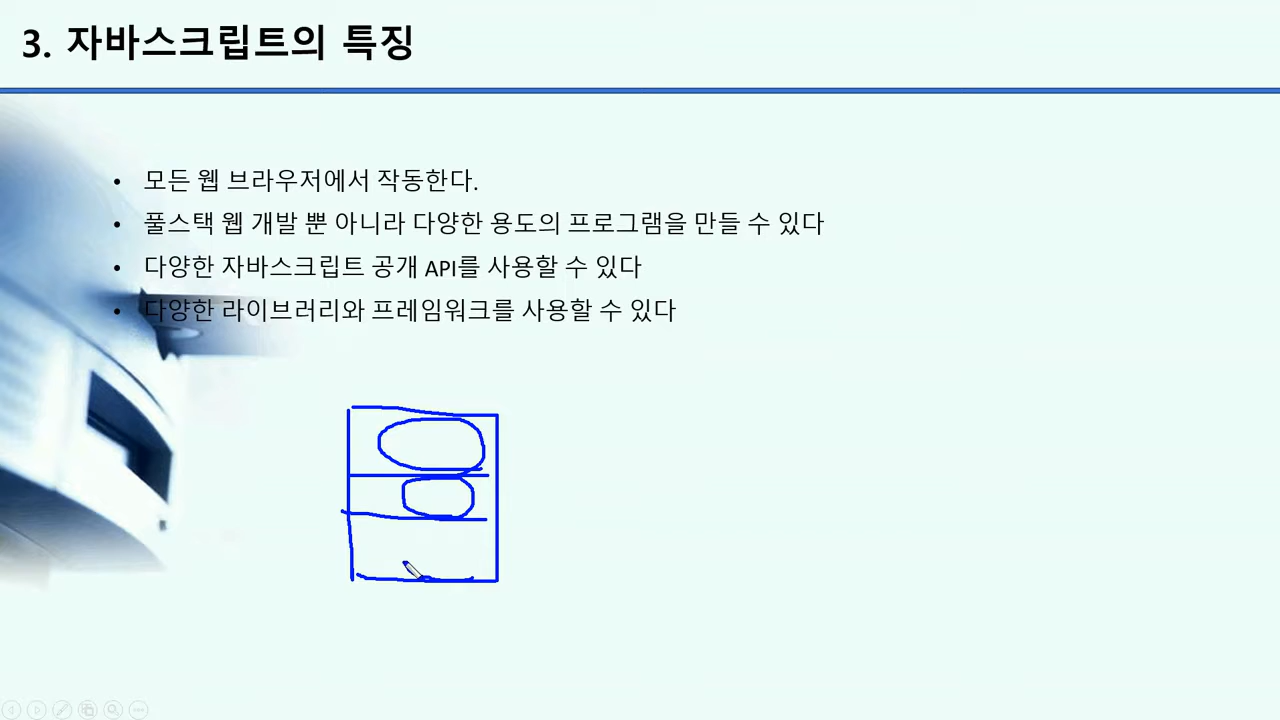 3. 자바스크립트의 특징
• 모든 웹 브라우저에서 작동한다.
• 풀스택 웹 개발 뿐 아니라 다양한 용도의 프로그램을 만들 수 있다
• 다양한 자바스크립트 공개 API를 사용할 수 있다
• 다양한 라이브러리와 프레임워크를 사용할 수 있다